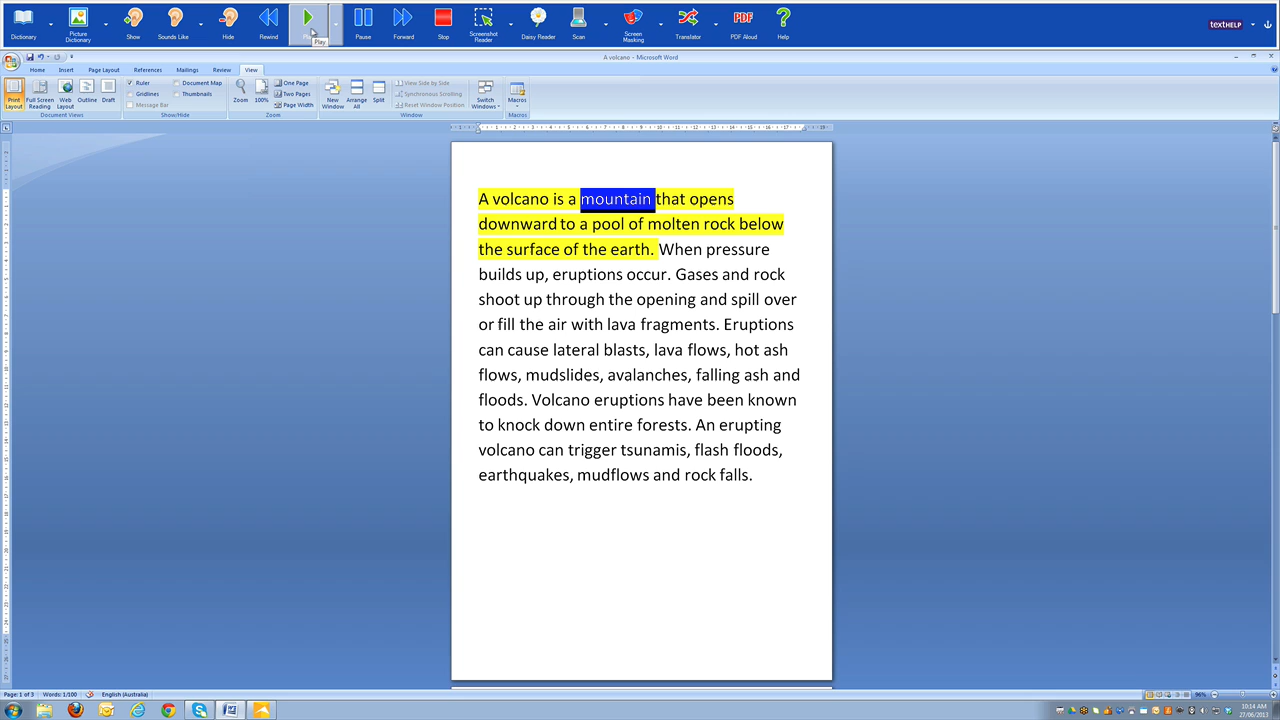 Dictionary
Picture Dictionary
Show
Sounds Like
Hide
Rewind
Play
Pause
Forward
Stop
Screenshot Reader
Daisy Reader
Scan
Screen Masking
Translator
PDF
PDF Aloud
Help
textHELP
A volcano - Microsoft Word
Home Insert Page Layout References Mailings Review View
Print Layout
Full Screen Reading
Web Layout
Outline
Draft
Document Views
Ruler
Gridlines
Message Bar
Document Map
Thumbnails
Show/Hide
Zoom
100%
One Page
Two Pages
Page Width
Zoom
New Window
Arrange All
Split
View Side by Side
Synchronous Scrolling
Reset Window Position
Window
Switch Windows
Macros
Macros
A volcano is a mountain that opens
downward to a pool of molten rock below
the surface of the earth. When pressure
builds up, eruptions occur. Gases and rock
shoot up through the opening and spill over
or fill the air with lava fragments. Eruptions
can cause lateral blasts, lava flows, hot ash
flows, mudslides, avalanches, falling ash and
floods. Volcano eruptions have been known
to knock down entire forests. An erupting
volcano can trigger tsunamis, flash floods,
earthquakes, mudflows and rock falls.
Page: 1 of 3 Words: 1/100 English (Australia)
96%
10:14 AM
27/06/2013